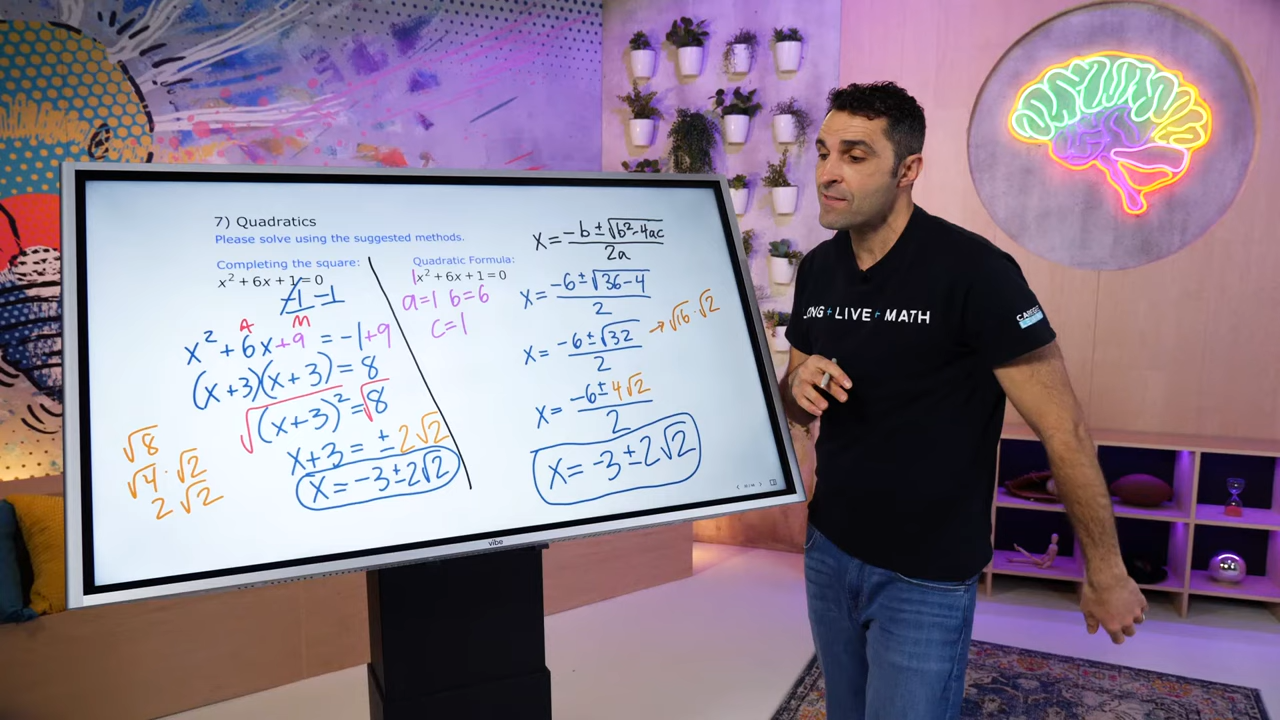 7) Quadratics
Please solve using the suggested methods.
Completing the square:
x² + 6x + 1 = 0
-1 -1
A M
x² + 6x + 9 = -1 + 9
(x+3)(x+3) = 8
√(x+3)² = √8
x+3 = ± 2√2
x = -3 ± 2√2
√8
√4 · √2
2√2
Quadratic Formula:
1x² + 6x + 1 = 0
a=1 b=6
c=1
x = (-b ± √b²-4ac) / 2a
x = (-6 ± √36-4) / 2
x = (-6 ± √32) / 2 → √16 · √2
x = (-6 ± 4√2) / 2
x = -3 ± 2√2
vibe
LONG + LIVE + MATH